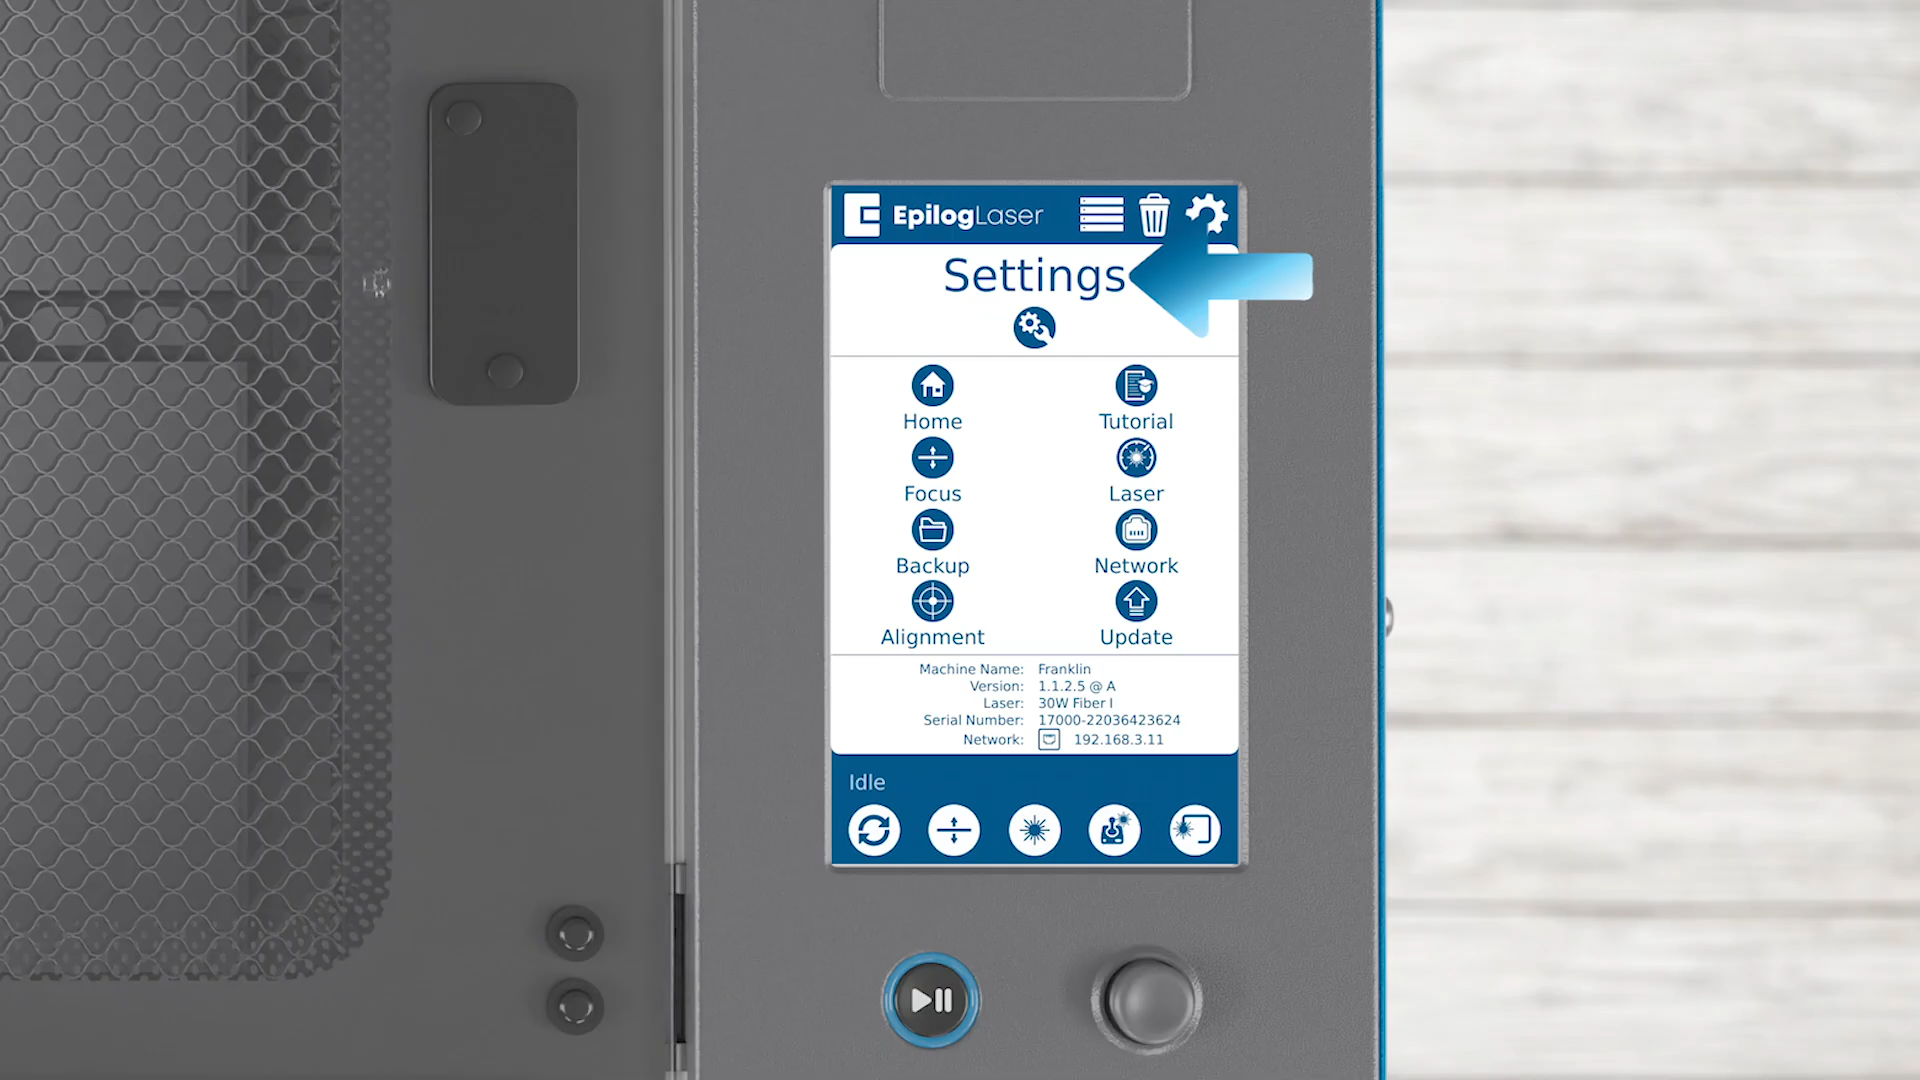 EpilogLaser
Settings
Home
Tutorial
Focus
Laser
Backup
Network
Alignment
Update
Machine Name: Franklin
Version: 1.1.2.5 @ A
Laser: 30W Fiber I
Serial Number: 17000-22036423624
Network: 192.168.3.11
Idle